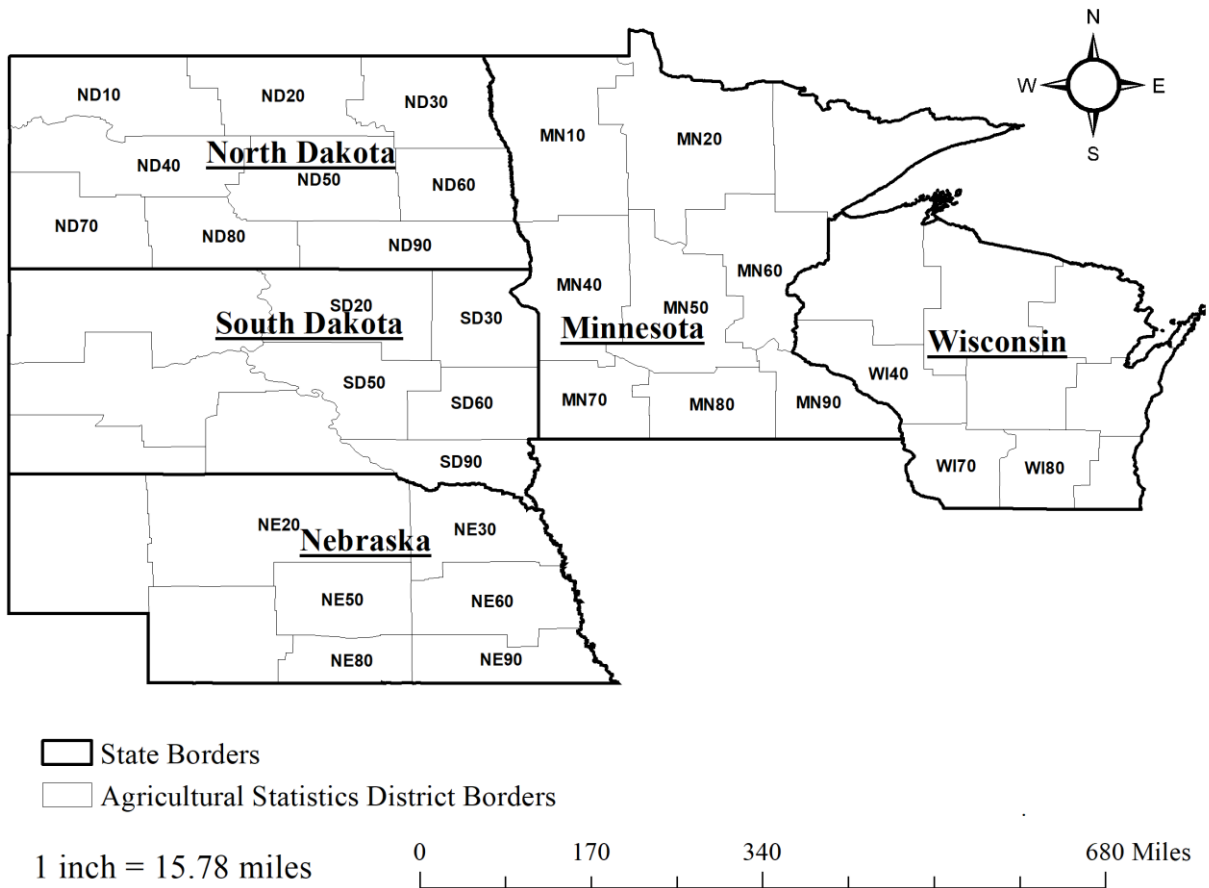 N
W E
S
ND10 ND20 ND30
MN10 MN20
North Dakota
ND40 ND50 ND60
ND70 ND80 ND90
MN40 MN50 MN60
SD20 SD30
South Dakota Minnesota Wisconsin
SD50 SD60 MN70 MN80 MN90 WI40
SD90 WI70 WI80
NE20 NE30
Nebraska
NE50 NE60
NE80 NE90
State Borders
Agricultural Statistics District Borders
1 inch = 15.78 miles
0 170 340 680 Miles